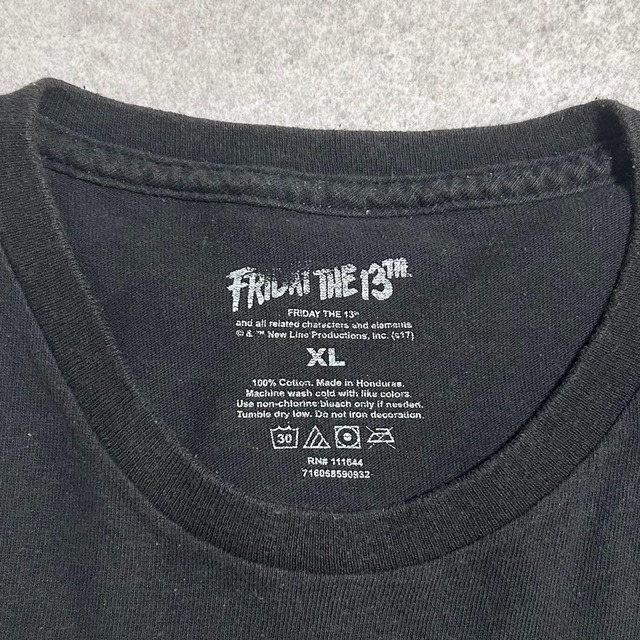 FRIDAY THE 13TH
FRIDAY THE 13th
and all related characters and elements
© & ™ New Line Productions, Inc. (s17)
XL
100% Cotton. Made in Honduras.
Machine wash cold with like colors.
Use non-chlorine bleach only if needed.
Tumble dry low. Do not iron decoration.
30
RN# 111644
716068590932